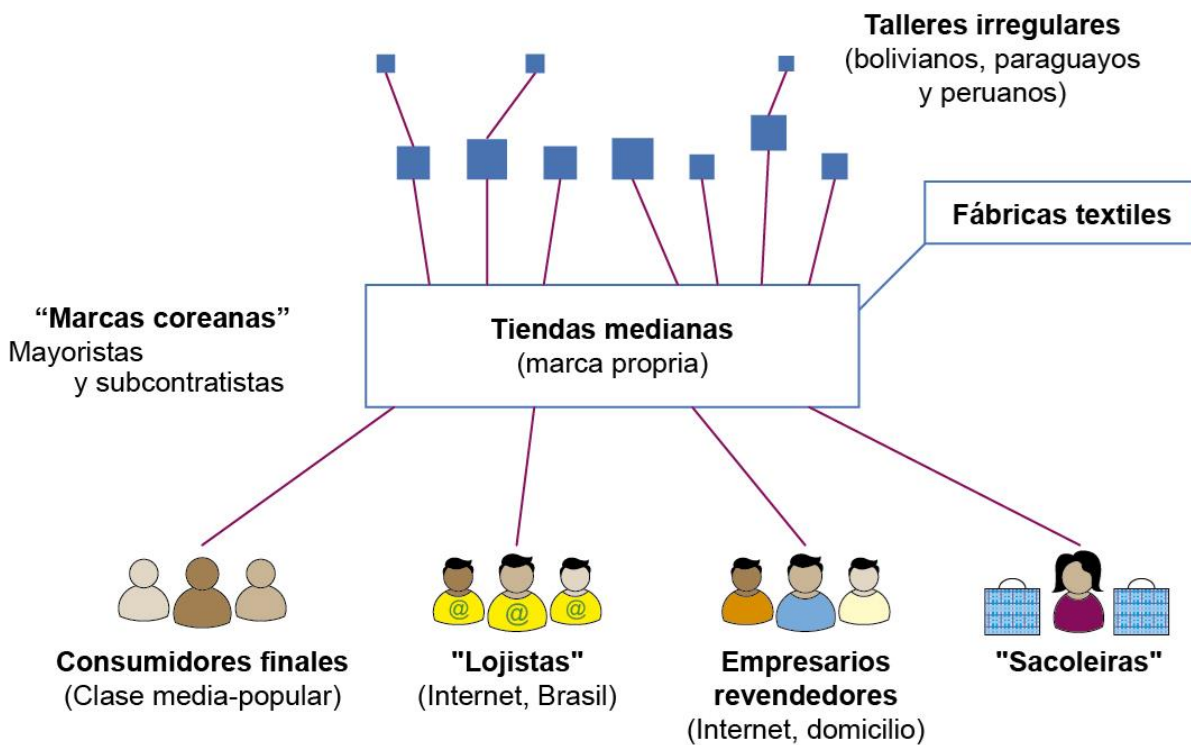 Talleres irregulares
(bolivianos, paraguayos
y peruanos)
Fábricas textiles
“Marcas coreanas”
Mayoristas
y subcontratistas
Tiendas medianas
(marca propria)
@
@
@
Consumidores finales
(Clase media-popular)
"Lojistas"
(Internet, Brasil)
Empresarios
revendedores
(Internet, domicilio)
"Sacoleiras"